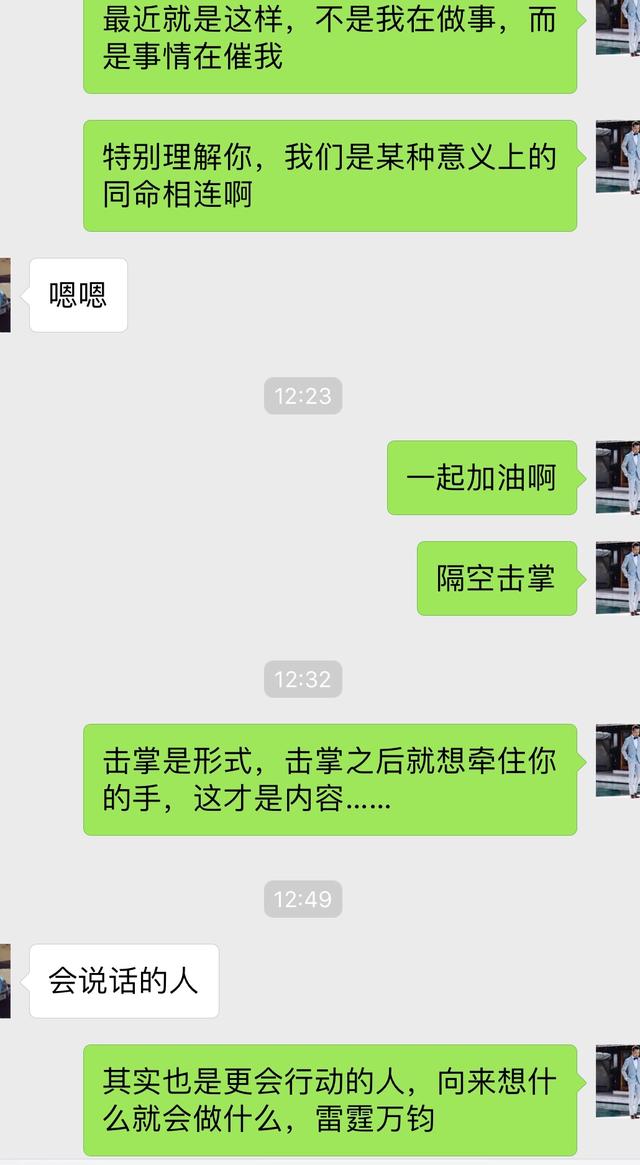 最近就是这样，不是我在做事，而
是事情在催我
特别理解你，我们是某种意义上的
同命相连啊
嗯嗯
12:23
一起加油啊
隔空击掌
12:32
击掌是形式，击掌之后就想牵住你
的手，这才是内容……
12:49
会说话的人
其实也是更会行动的人，向来想什
么就会做什么，雷霆万钧